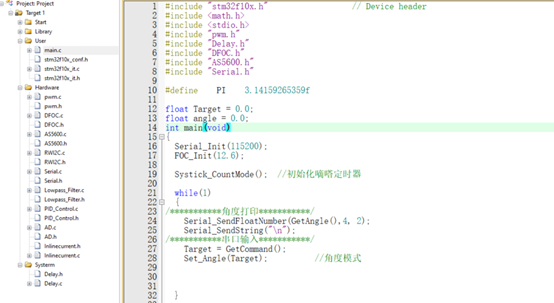 Project: Project
Target 1
Start
Library
User
main.c
stm32f10x_conf.h
stm32f10x_it.c
stm32f10x_it.h
Hardware
pwm.c
pwm.h
DFOC.c
DFOC.h
AS5600.c
AS5600.h
RWI2C.c
RWI2C.h
Serial.c
Serial.h
Lowpass_Filter.c
Lowpass_Filter.h
PID_Control.c
PID_Control.h
AD.c
AD.h
Inlinecurrent.h
Inlinecurrent.c
Systerm
Delay.h
Delay.c
1 #include "stm32f10x.h" // Device header
2 #include <math.h>
3 #include <stdio.h>
4 #include "pwm.h"
5 #include "Delay.h"
6 #include "DFOC.h"
7 #include "AS5600.h"
8 #include "Serial.h"
9
10 #define PI 3.14159265359f
11
12 float Target = 0.0;
13 float angle = 0.0;
14 int main(void)
15 {
16 Serial_Init(115200);
17 FOC_Init(12.6);
18
19 Systick_CountMode(); //初始化嘀嗒定时器
20
21 while(1)
22 {
23 /***********角度打印***********/
24 Serial_SendFloatNumber(GetAngle(),4, 2);
25 Serial_SendString("\n");
26 /***********串口输入***********/
27 Target = GetCommand();
28 Set_Angle(Target); //角度模式
29
30
31
32 }